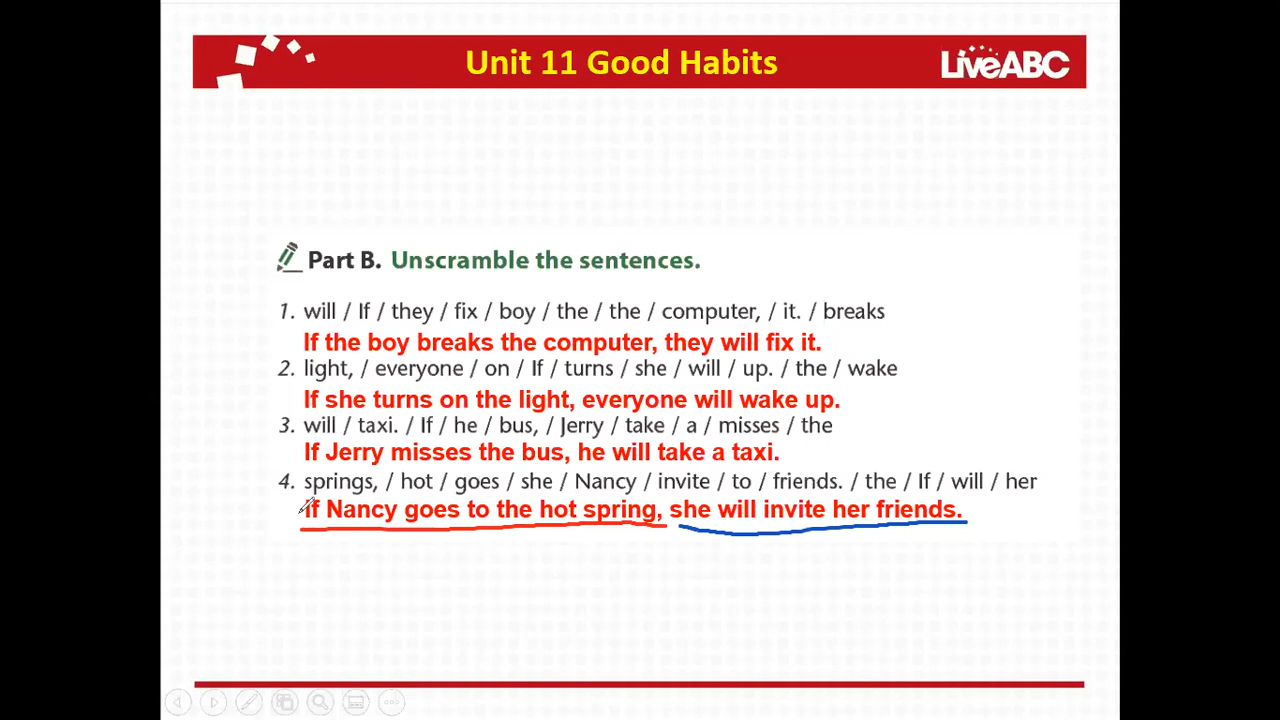 Unit 11 Good Habits
LiveABC
Part B. Unscramble the sentences.
1. will / If / they / fix / boy / the / the / computer, / it. / breaks
If the boy breaks the computer, they will fix it.
2. light, / everyone / on / If / turns / she / will / up. / the / wake
If she turns on the light, everyone will wake up.
3. will / taxi. / If / he / bus, / Jerry / take / a / misses / the
If Jerry misses the bus, he will take a taxi.
4. springs, / hot / goes / she / Nancy / invite / to / friends. / the / If / will / her
If Nancy goes to the hot spring, she will invite her friends.